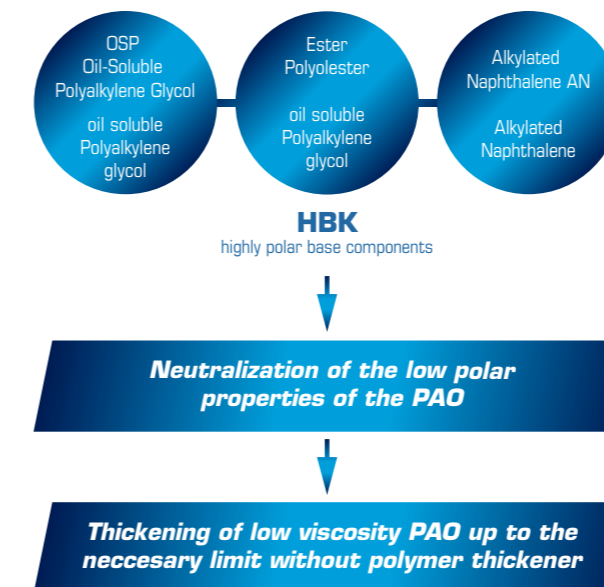 OSP
Oil-Soluble
Polyalkylene Glycol
oil soluble
Polyalkylene
glycol
Ester
Polyolester
oil soluble
Polyalkylene
glycol
Alkylated
Naphthalene AN
Alkylated
Naphthalene
HBK
highly polar base components
Neutralization of the low polar
properties of the PAO
Thickening of low viscosity PAO up to the
neccesary limit without polymer thickener